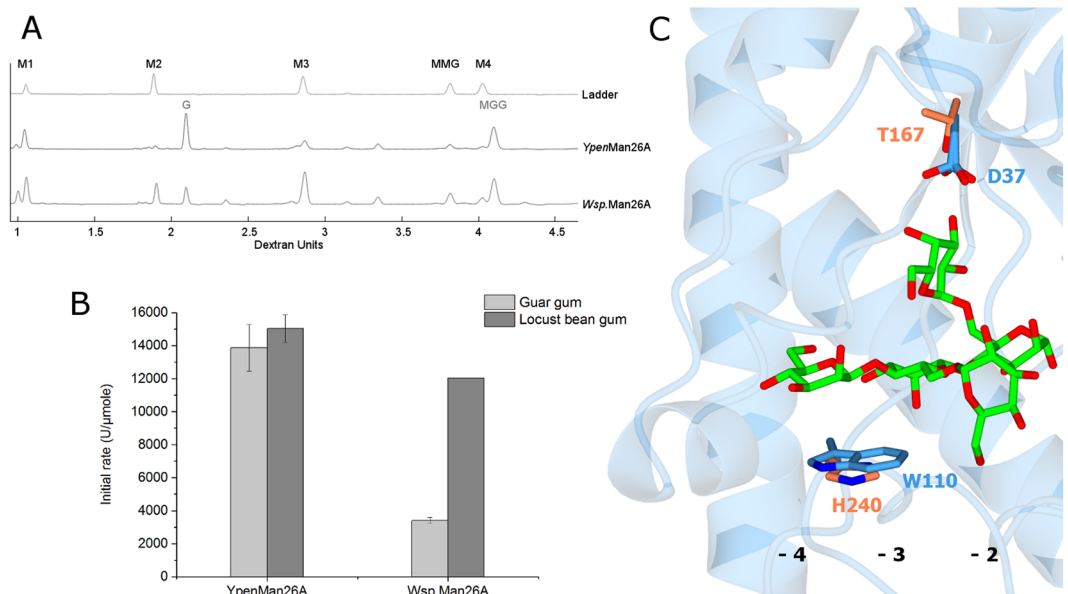 A
M1 M2 M3 MMG M4
Ladder
G MGG
YpenMan26A
Wsp.Man26A
1 1.5 2 2.5 3 3.5 4 4.5
Dextran Units
B
Guar gum
Locust bean gum
16000
14000
12000
10000
8000
6000
4000
2000
0
Initial rate (U/µmole)
YpenMan26A Wsp.Man26A
C
T167
D37
W110
H240
- 4 - 3 - 2